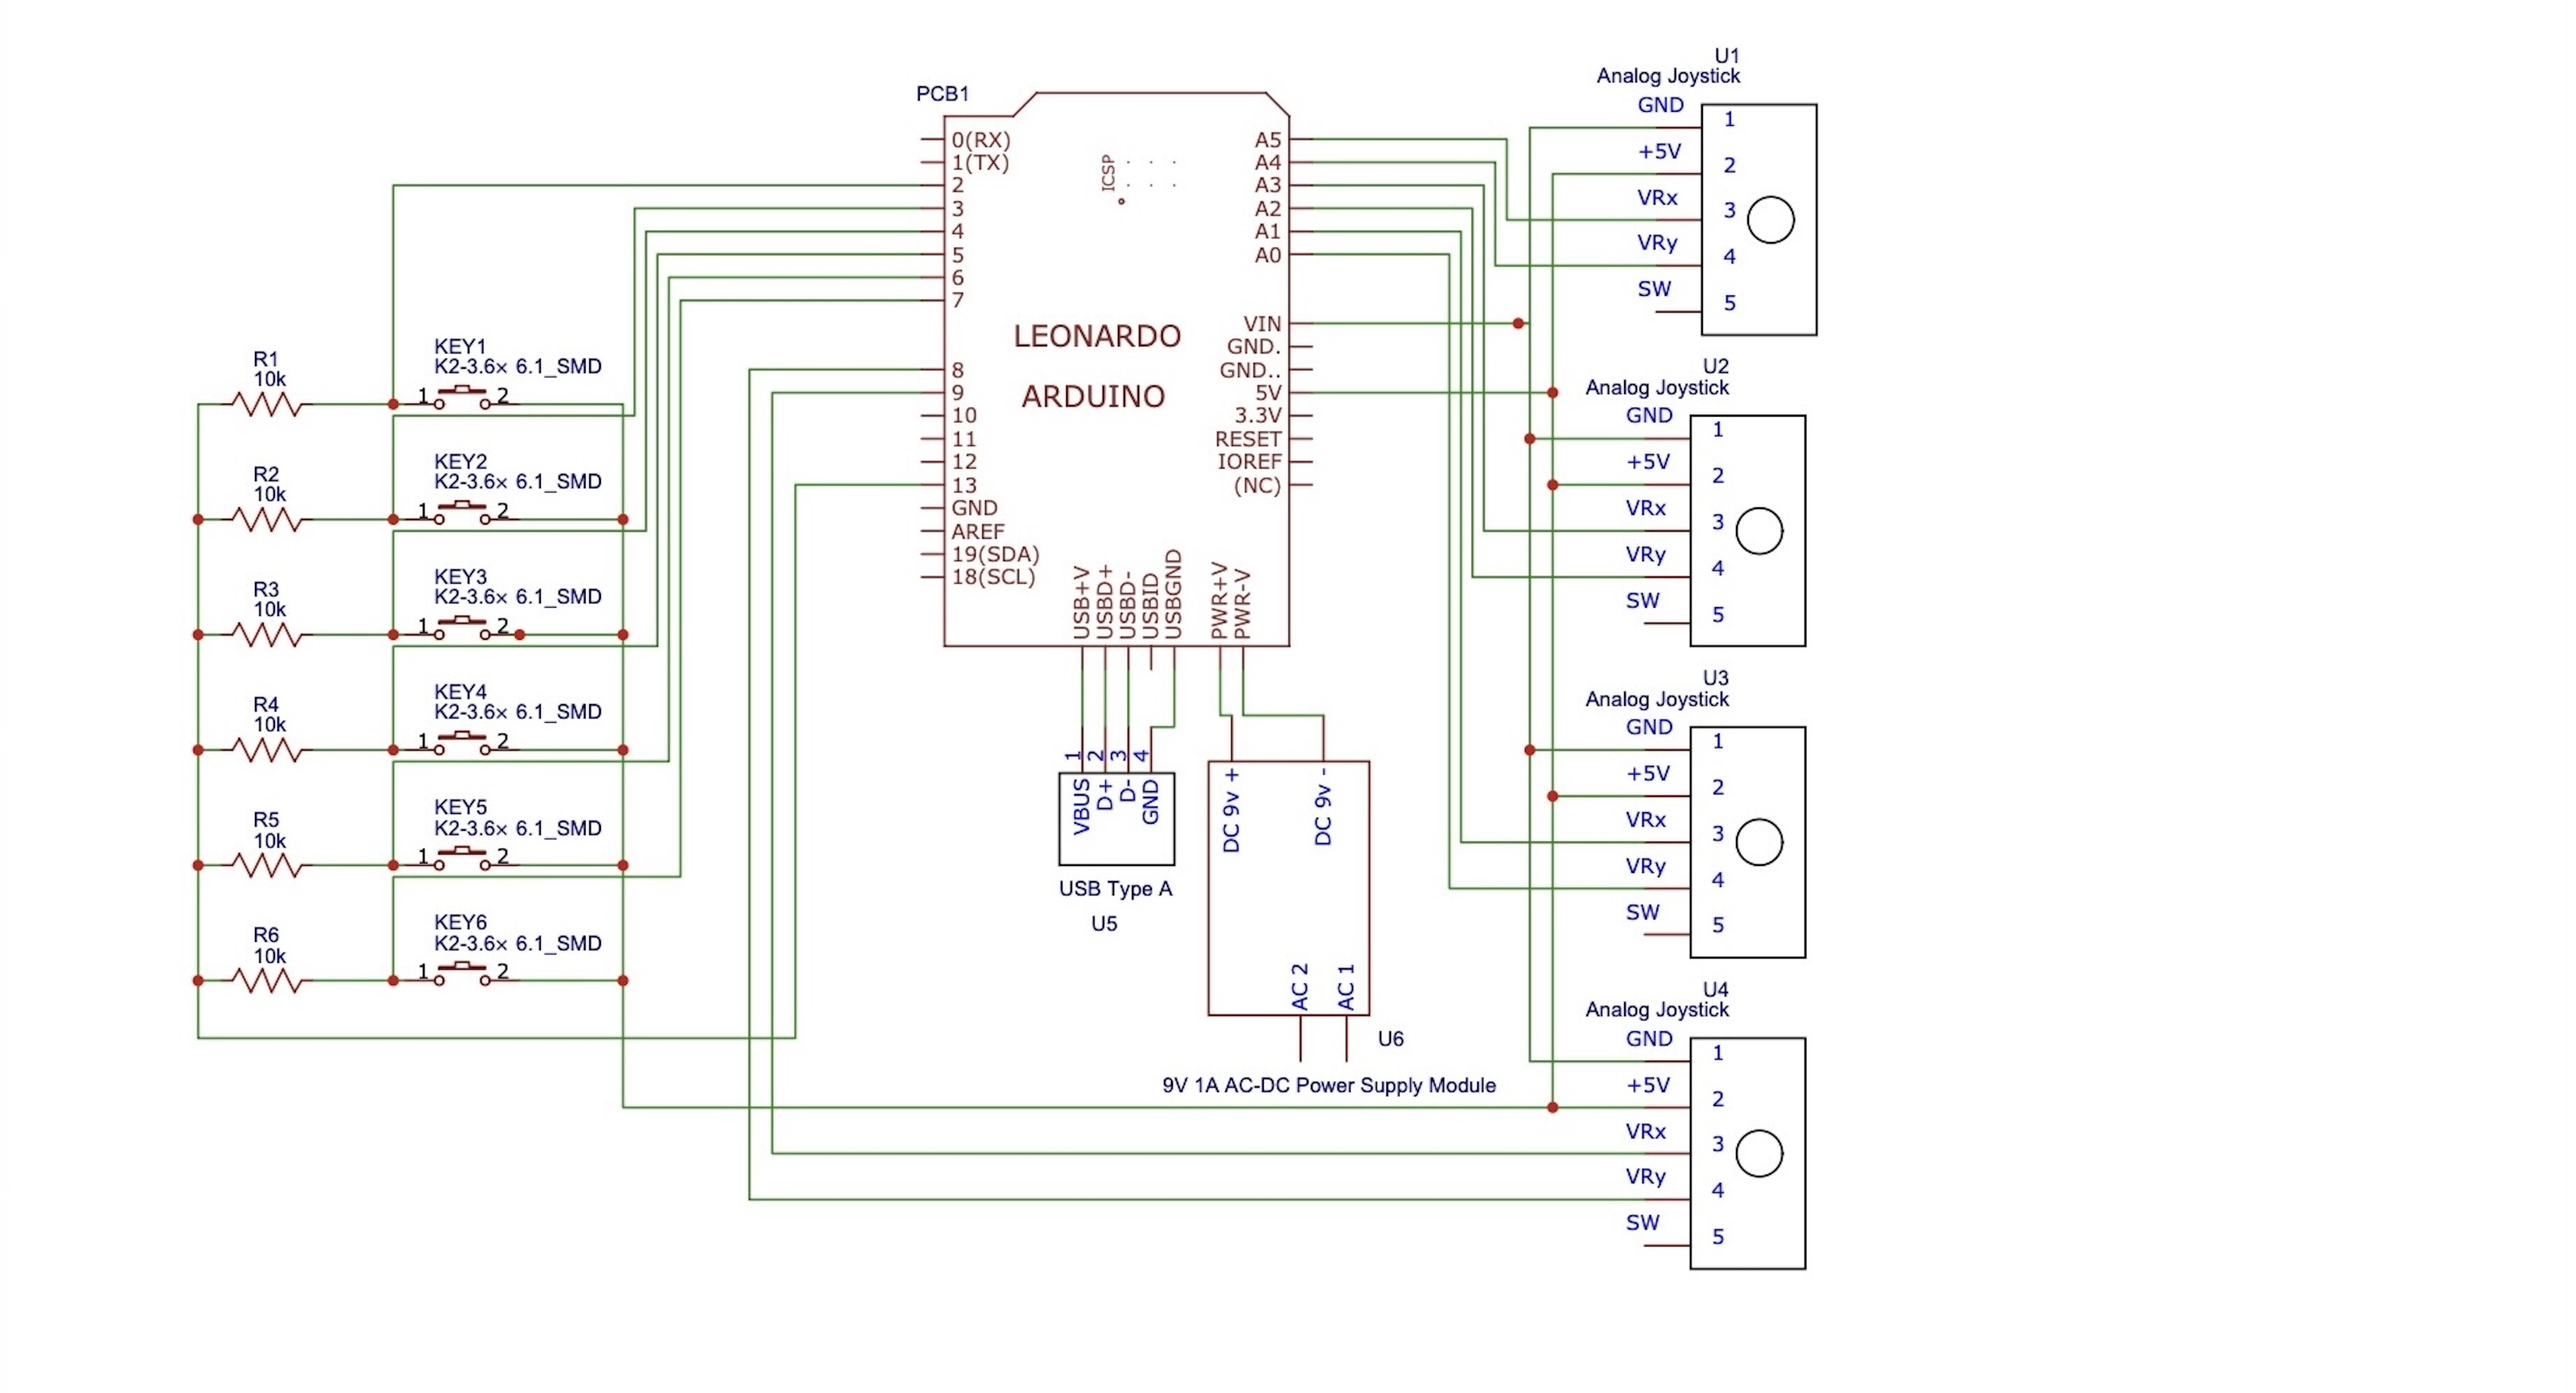 R1
10k
KEY1
K2-3.6× 6.1_SMD
1 2
R2
10k
KEY2
K2-3.6× 6.1_SMD
1 2
R3
10k
KEY3
K2-3.6× 6.1_SMD
1 2
R4
10k
KEY4
K2-3.6× 6.1_SMD
1 2
R5
10k
KEY5
K2-3.6× 6.1_SMD
1 2
R6
10k
KEY6
K2-3.6× 6.1_SMD
1 2
PCB1
0(RX)
1(TX)
2
3
4
5
6
7
8
9
10
11
12
13
GND
AREF
19(SDA)
18(SCL)
ICSP
LEONARDO
ARDUINO
A5
A4
A3
A2
A1
A0
VIN
GND.
GND..
5V
3.3V
RESET
IOREF
(NC)
USB+V
USBD+
USBD-
USBID
USBGND
PWR+V
PWR-V
1
2
3
4
VBUS
D+
D-
GND
USB Type A
U5
DC 9v +
DC 9v -
AC 2
AC 1
U6
9V 1A AC-DC Power Supply Module
U1
Analog Joystick
GND 1
+5V 2
VRx 3
VRy 4
SW 5
U2
Analog Joystick
GND 1
+5V 2
VRx 3
VRy 4
SW 5
U3
Analog Joystick
GND 1
+5V 2
VRx 3
VRy 4
SW 5
U4
Analog Joystick
GND 1
+5V 2
VRx 3
VRy 4
SW 5